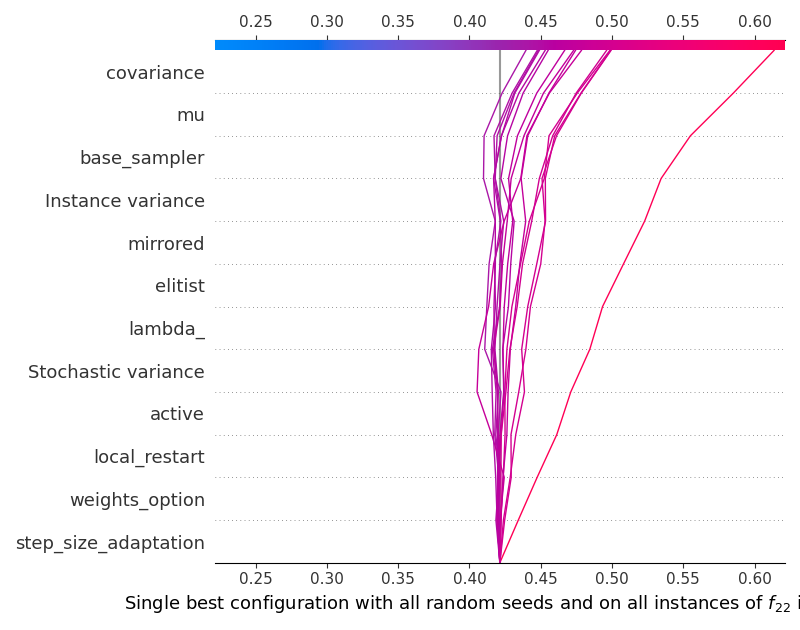 0.25 0.30 0.35 0.40 0.45 0.50 0.55 0.60
covariance
mu
base_sampler
Instance variance
mirrored
elitist
lambda_
Stochastic variance
active
local_restart
weights_option
step_size_adaptation
0.25 0.30 0.35 0.40 0.45 0.50 0.55 0.60
Single best configuration with all random seeds and on all instances of f22 i